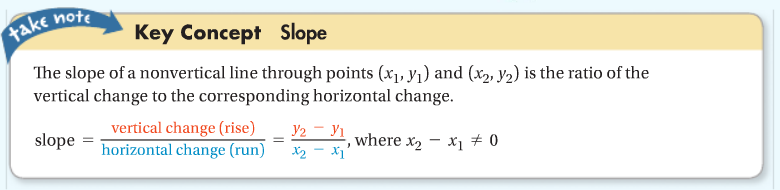 take note
Key Concept Slope
The slope of a nonvertical line through points (x₁, y₁) and (x₂, y₂) is the ratio of the
vertical change to the corresponding horizontal change.
slope = vertical change (rise) / horizontal change (run) = y₂ − y₁ / x₂ − x₁, where x₂ − x₁ ≠ 0